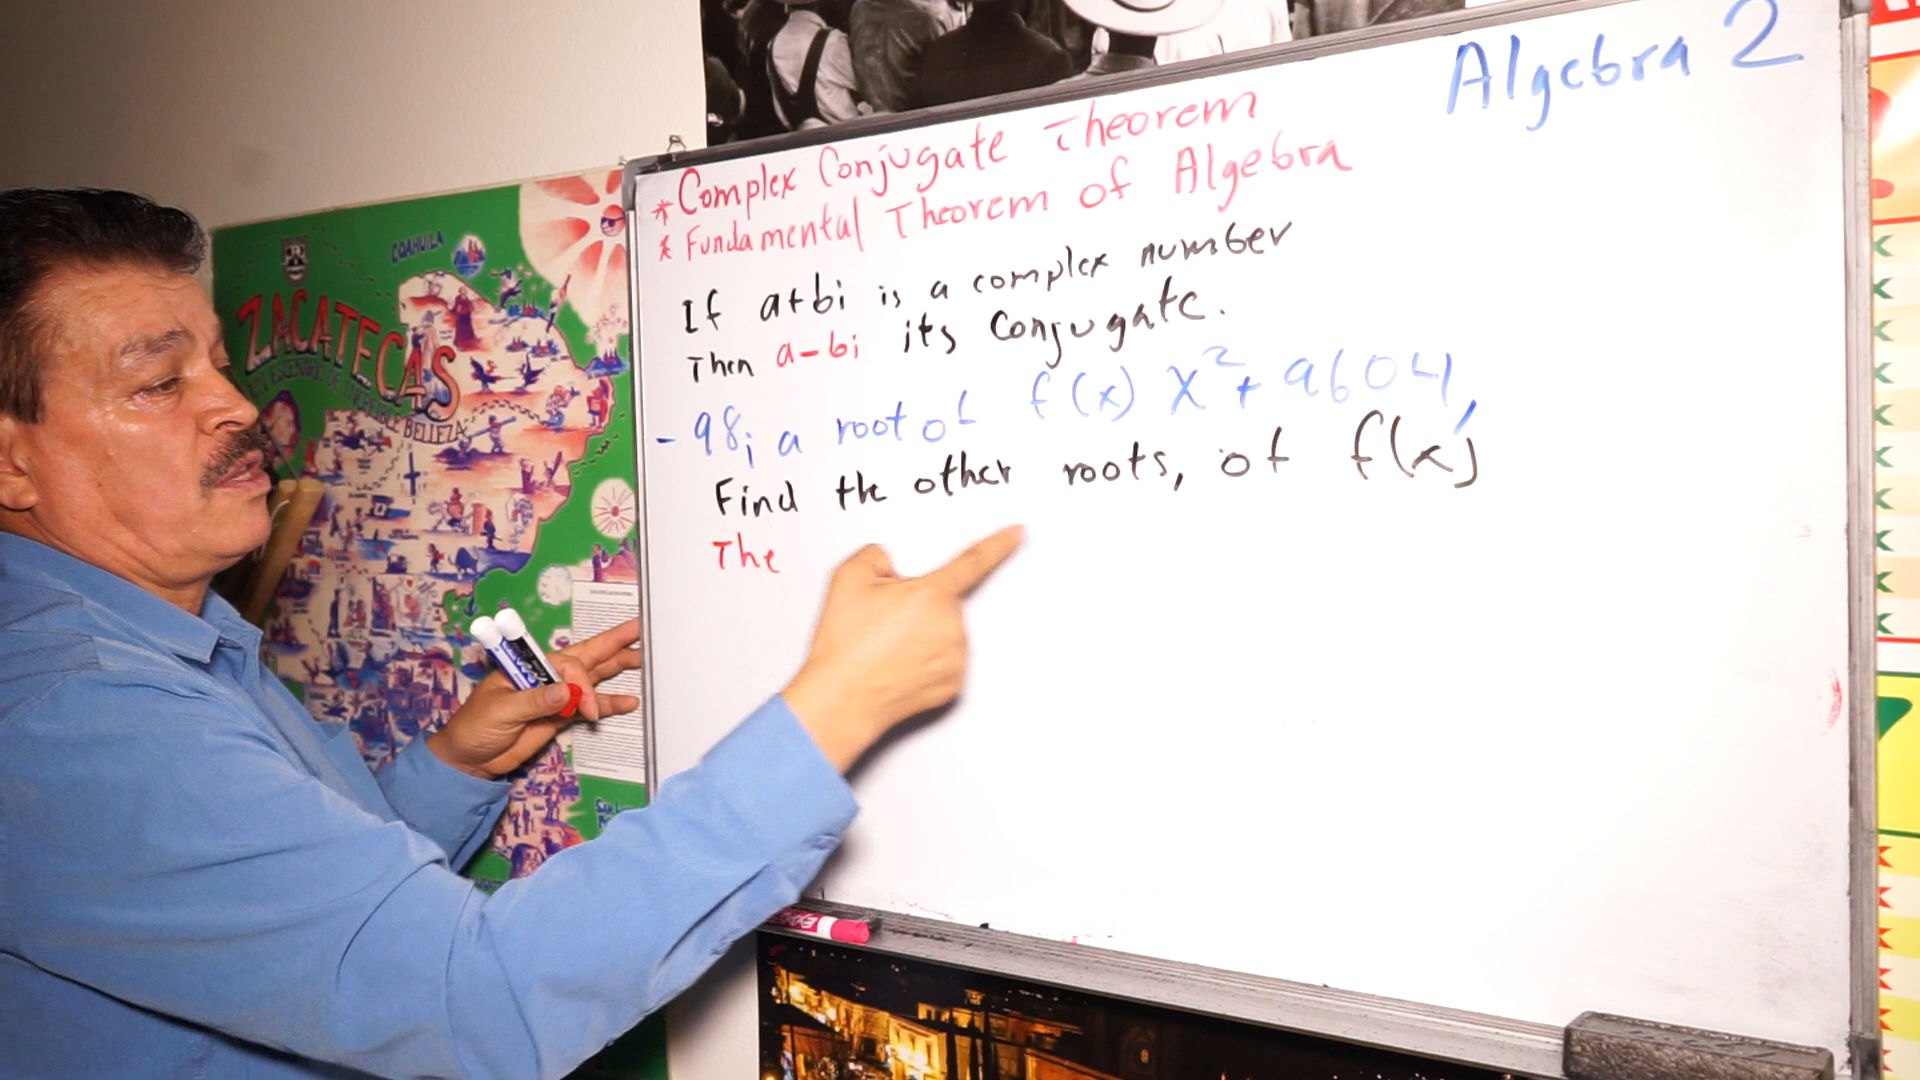 Algebra 2
* Complex Conjugate Theorem
* Fundamental Theorem of Algebra
If a+bi is a complex number
Then a-bi its Conjugate.
-98i a root of f(x) x²+9604,
Find the other roots, of f(x)
The
COAHUILA
ZACATECAS